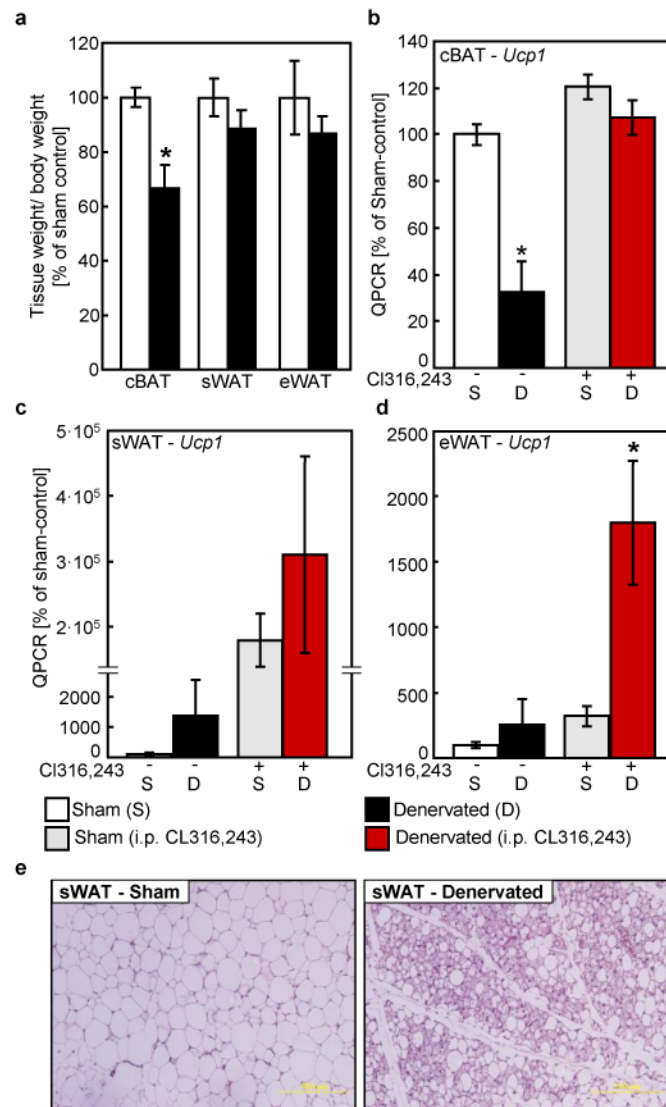 a
Tissue weight/ body weight
[% of sham control]
120
100
80
60
40
20
0
*
cBAT sWAT eWAT
b
cBAT - Ucp1
QPCR [% of Sham-control]
140
120
100
80
60
40
20
0
*
Cl316,243 - - + +
S D S D
c
sWAT - Ucp1
QPCR [% of sham-control]
5·10⁵
4·10⁵
3·10⁵
2·10⁵
2000
1000
0
Cl316,243 - - + +
S D S D
d
eWAT - Ucp1
2500
2000
1500
1000
500
0
*
Cl316,243 - - + +
S D S D
Sham (S)
Denervated (D)
Sham (i.p. CL316,243)
Denervated (i.p. CL316,243)
e
sWAT - Sham
sWAT - Denervated